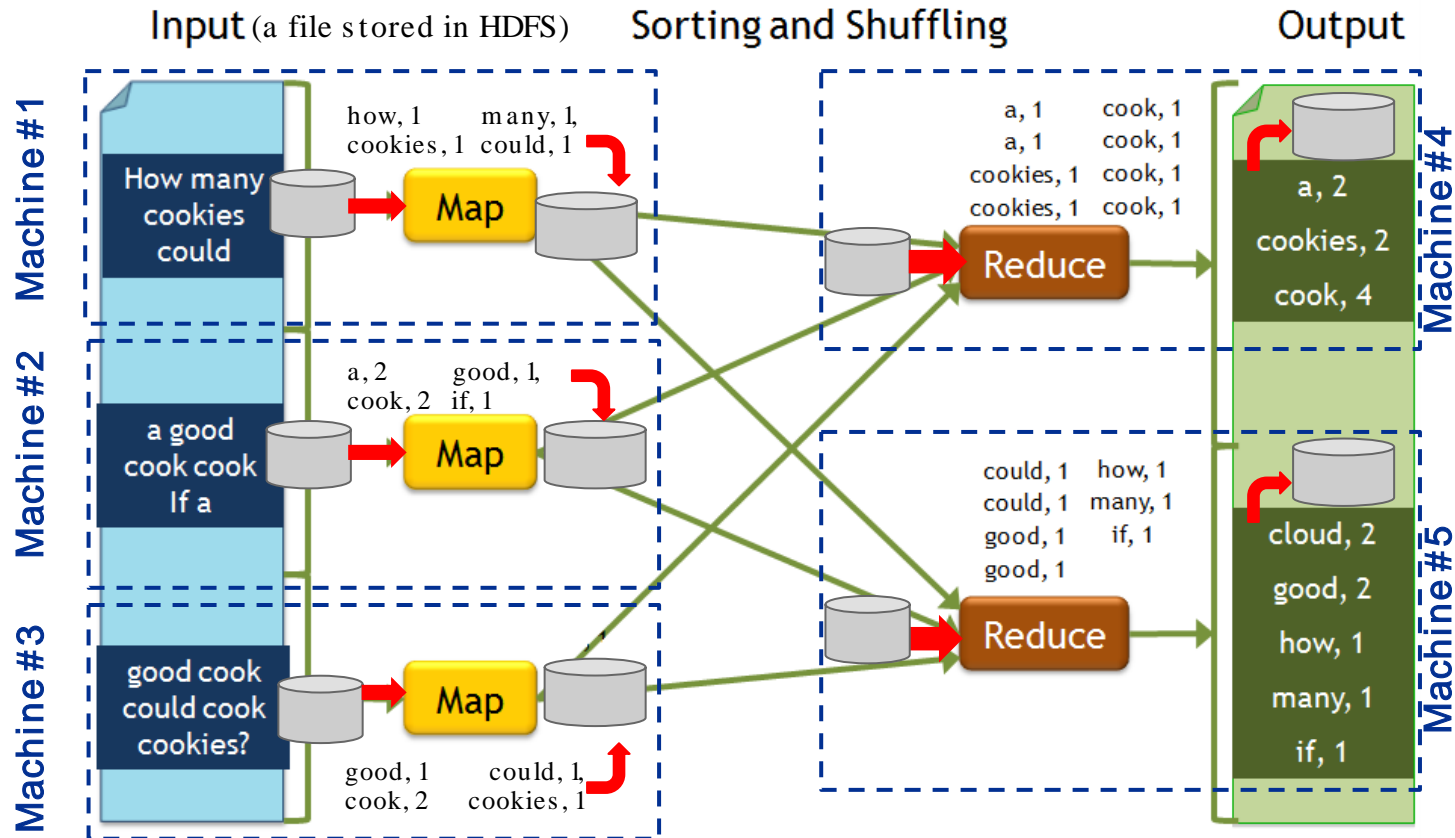 Input (a file stored in HDFS)
Sorting and Shuffling
Output
Machine #1
How many
cookies
could
how, 1 many, 1,
cookies, 1 could, 1
Map
Machine #2
a good
cook cook
If a
a, 2 good, 1,
cook, 2 if, 1
Map
Machine #3
good cook
could cook
cookies?
Map
good, 1 could, 1,
cook, 2 cookies, 1
a, 1 cook, 1
a, 1 cook, 1
cookies, 1 cook, 1
cookies, 1 cook, 1
Reduce
could, 1 how, 1
could, 1 many, 1
good, 1 if, 1
good, 1
Reduce
Machine #4
a, 2
cookies, 2
cook, 4
Machine #5
cloud, 2
good, 2
how, 1
many, 1
if, 1